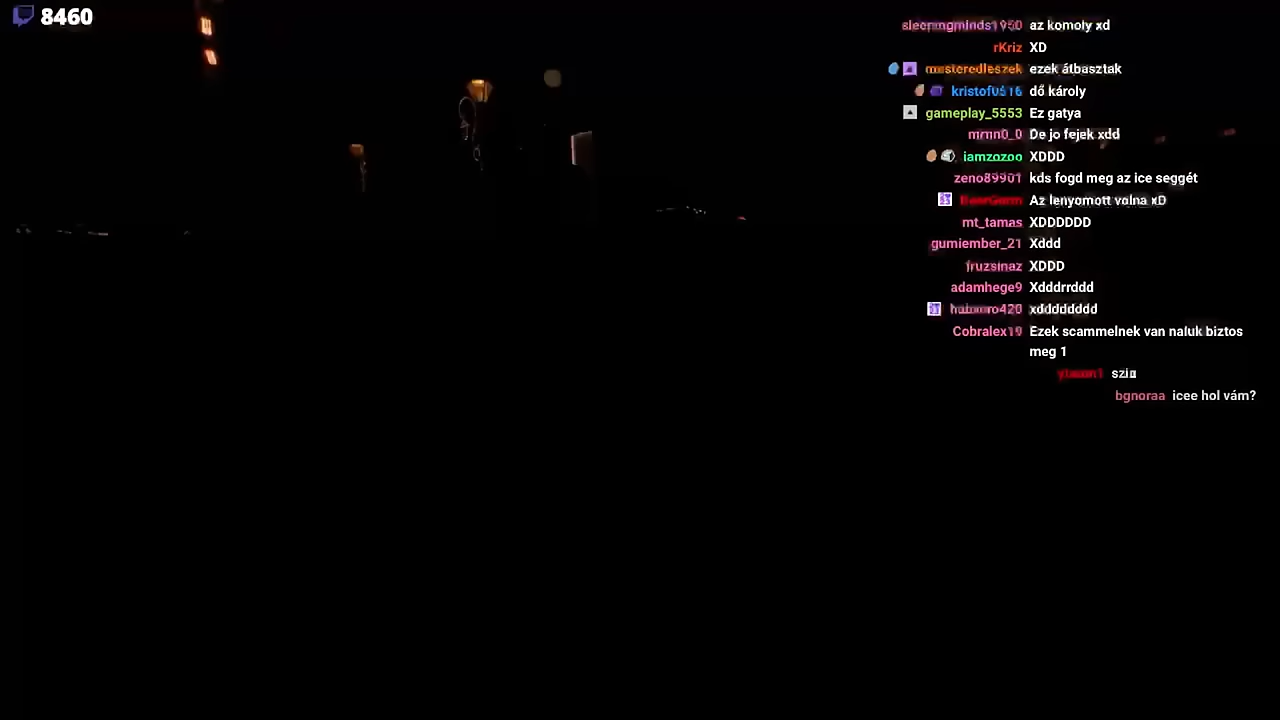 8460
az komoly xd
rKriz XD
masteredleszek ezek átbasztak
kristof0616 dő károly
gameplay_5553 Ez gatya
De jo fejek xdd
iamzozoo XDDD
zeno89901 kds fogd meg az ice seggét
Az lenyomott volna xD
mt_tamas XDDDDDD
gumiember_21 Xddd
fruzsinaz XDDD
adamhege9 Xdddrrddd
xdddddddd
Cobralex19 Ezek scammelnek van naluk biztos
meg 1
szia
bgnoraa icee hol vám?